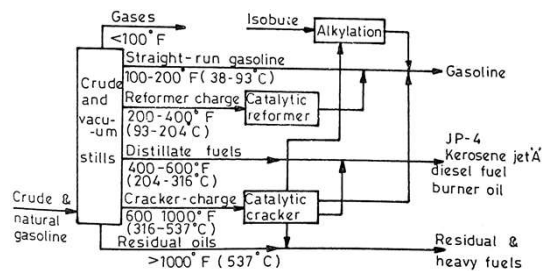 Gases
<100°F
Isobute
Alkylation
Straight-run gasoline
100-200°F (38-93°C)
Gasoline
Crude
and
vacu-
-um
stills
Reformer charge
200-400°F
(93-204°C)
Catalytic
reformer
Distillate fuels
400-600°F
(204-316°C)
JP-4
Kerosene jet'A'
diesel fuel
burner oil
Crude &
natural
gasoline
Cracker-charge
600 1000°F
(316-537°C)
Catalytic
cracker
Residual oils
>1000°F (537°C)
Residual &
heavy fuels